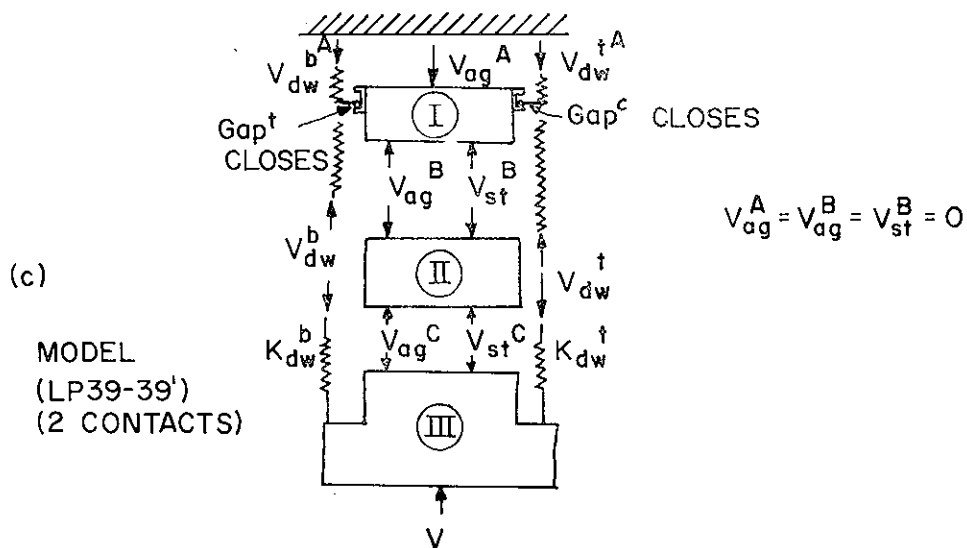 V_dw^b^A V_ag^A V_dw^t^A
I
Gap^t CLOSES
Gap^c CLOSES
V_ag^B V_st^B
V_ag^A = V_ag^B = V_st^B = 0
V_dw^b V_dw^t
(c)
II
K_dw^b V_ag^C V_st^C K_dw^t
MODEL
(LP39-39')
(2 CONTACTS)
III
V